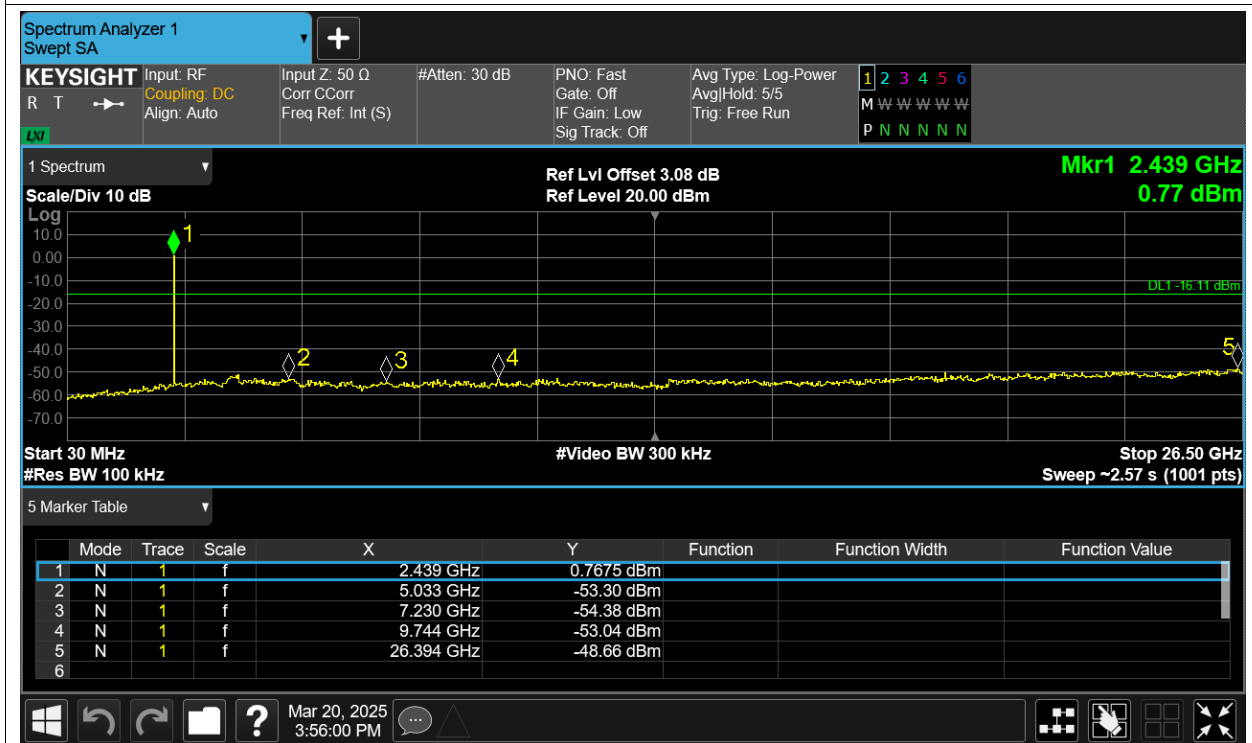 Spectrum Analyzer 1
Swept SA
KEYSIGHT
R T
LXI
Input: RF
Coupling: DC
Align: Auto
Input Z: 50 Ω
Corr CCorr
Freq Ref: Int (S)
#Atten: 30 dB
PNO: Fast
Gate: Off
IF Gain: Low
Sig Track: Off
Avg Type: Log-Power
Avg|Hold: 5/5
Trig: Free Run
1 2 3 4 5 6
M W W W W W
P N N N N N
1 Spectrum
Scale/Div 10 dB
Ref Lvl Offset 3.08 dB
Ref Level 20.00 dBm
Mkr1 2.439 GHz
0.77 dBm
Log
10.0
0.00
-10.0
-20.0
-30.0
-40.0
-50.0
-60.0
-70.0
1
DL1 -16.11 dBm
2
3
4
5
Start 30 MHz
#Res BW 100 kHz
#Video BW 300 kHz
Stop 26.50 GHz
Sweep ~2.57 s (1001 pts)
5 Marker Table
Mode Trace Scale X Y Function Function Width Function Value
1 N 1 f 2.439 GHz 0.7675 dBm
2 N 1 f 5.033 GHz -53.30 dBm
3 N 1 f 7.230 GHz -54.38 dBm
4 N 1 f 9.744 GHz -53.04 dBm
5 N 1 f 26.394 GHz -48.66 dBm
6
?
Mar 20, 2025
3:56:00 PM